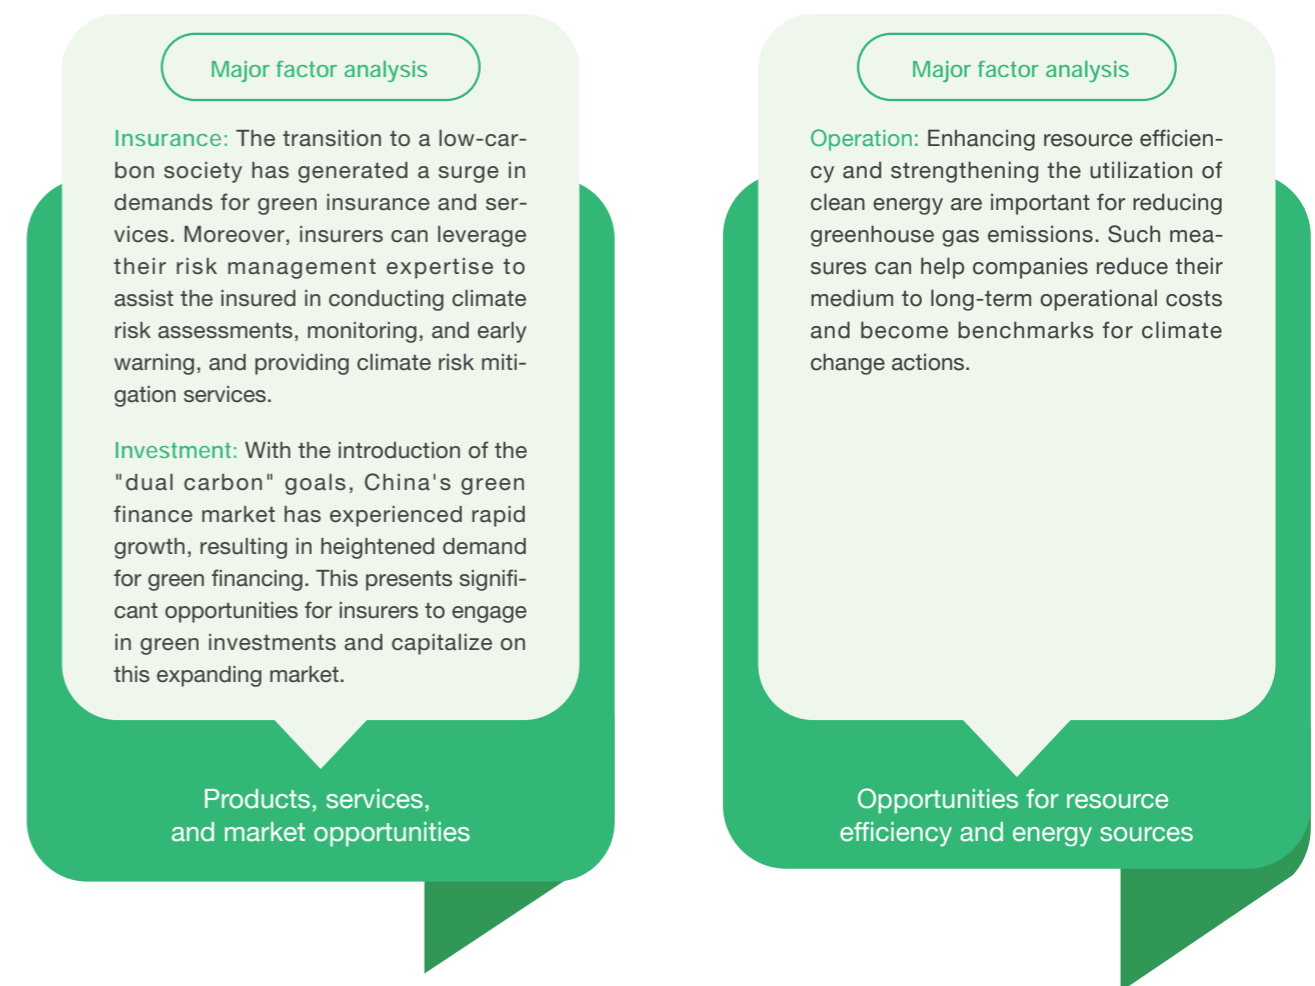 Major factor analysis
Insurance: The transition to a low-car-
bon society has generated a surge in
demands for green insurance and ser-
vices. Moreover, insurers can leverage
their risk management expertise to
assist the insured in conducting climate
risk assessments, monitoring, and early
warning, and providing climate risk miti-
gation services.
Investment: With the introduction of the
"dual carbon" goals, China's green
finance market has experienced rapid
growth, resulting in heightened demand
for green financing. This presents signifi-
cant opportunities for insurers to engage
in green investments and capitalize on
this expanding market.
Products, services,
and market opportunities
Major factor analysis
Operation: Enhancing resource efficien-
cy and strengthening the utilization of
clean energy are important for reducing
greenhouse gas emissions. Such mea-
sures can help companies reduce their
medium to long-term operational costs
and become benchmarks for climate
change actions.
Opportunities for resource
efficiency and energy sources